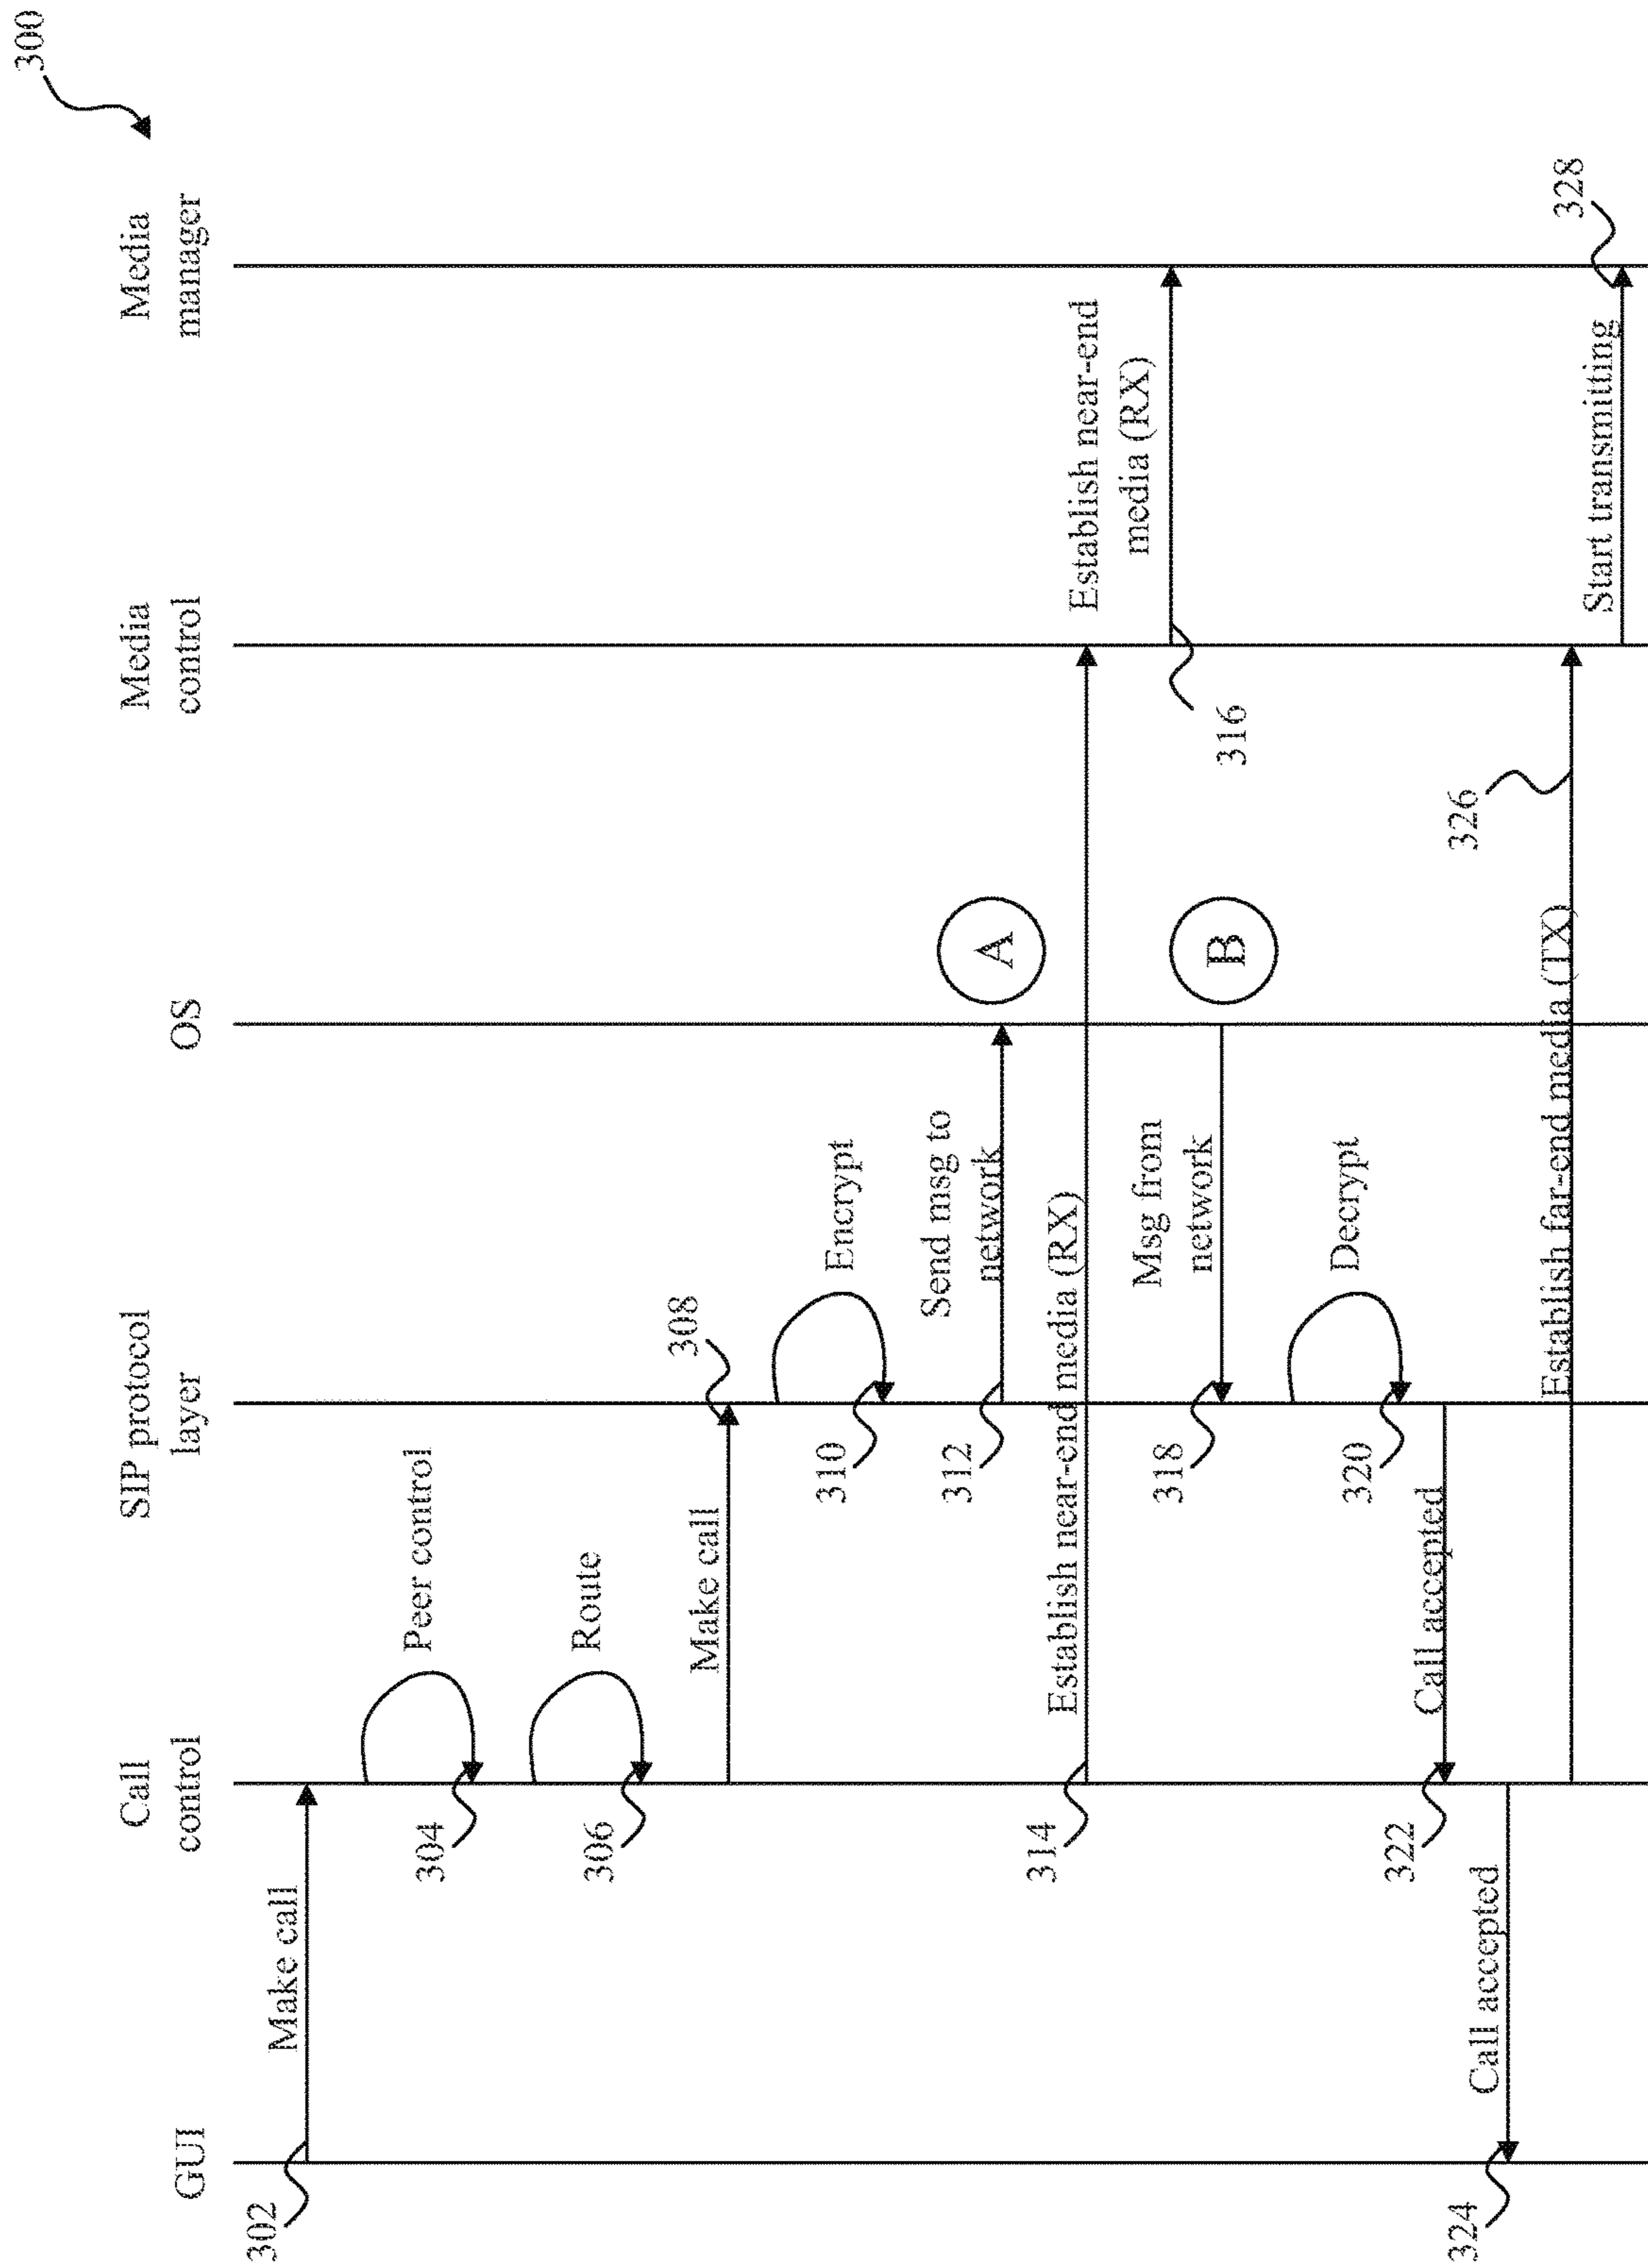 300
GUI
Call
control
SIP protocol
layer
OS
Media
control
Media
manager
302
Make call
304
Peer control
306
Route
Make call
308
310
Encrypt
312
Send msg to
network
A
314
Establish near-end media (RX)
Establish near-end
media (RX)
316
318
Msg from
network
B
320
Decrypt
322
Call accepted
324
Call accepted
Establish far-end media (TX)
326
Start transmitting
328